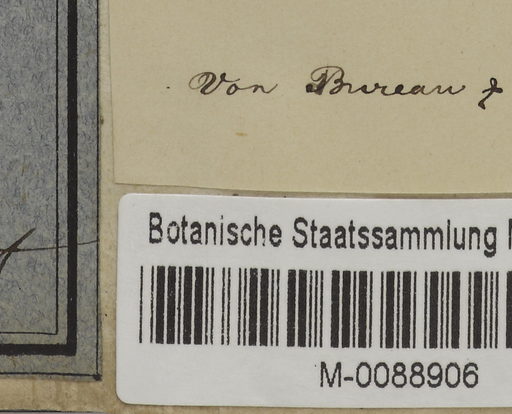 Von Bureau &
Botanische Staatssammlung
M-0088906